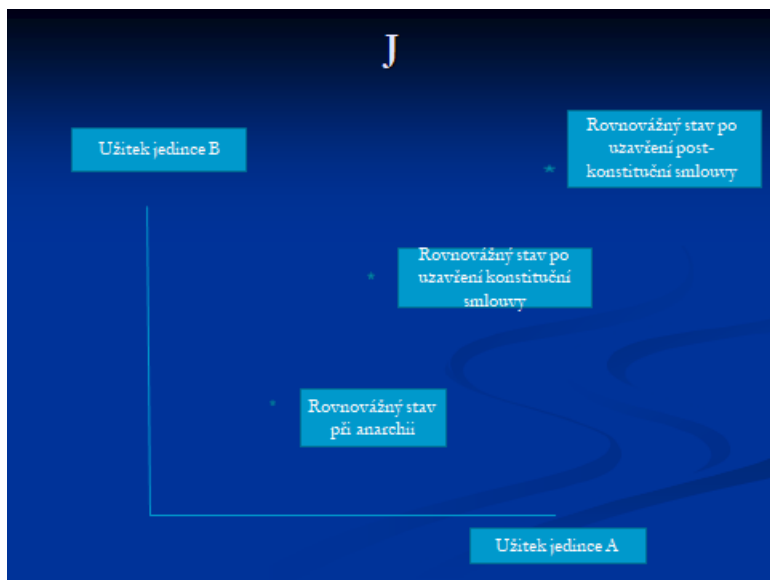 J
Užitek jedince B
Rovnovážný stav po
uzavření post-
konstituční smlouvy
Rovnovážný stav po
uzavření konstituční
smlouvy
Rovnovážný stav
při anarchii
Užitek jedince A